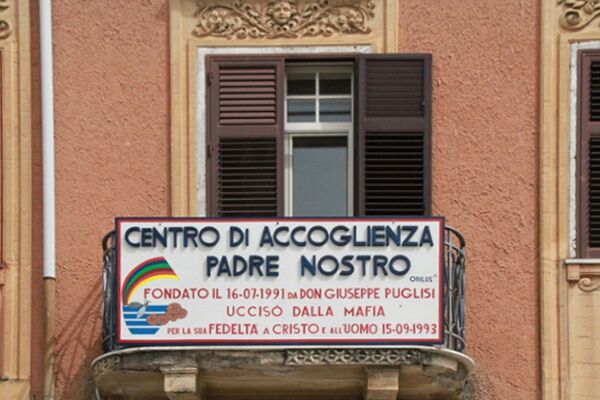 CENTRO DI ACCOGLIENZA
PADRE NOSTRO ONLUS
FONDATO IL 16-07-1991 DA DON GIUSEPPE PUGLISI
UCCISO DALLA MAFIA
PER LA SUA FEDELTA A CRISTO E ALL'UOMO 15-09-1993